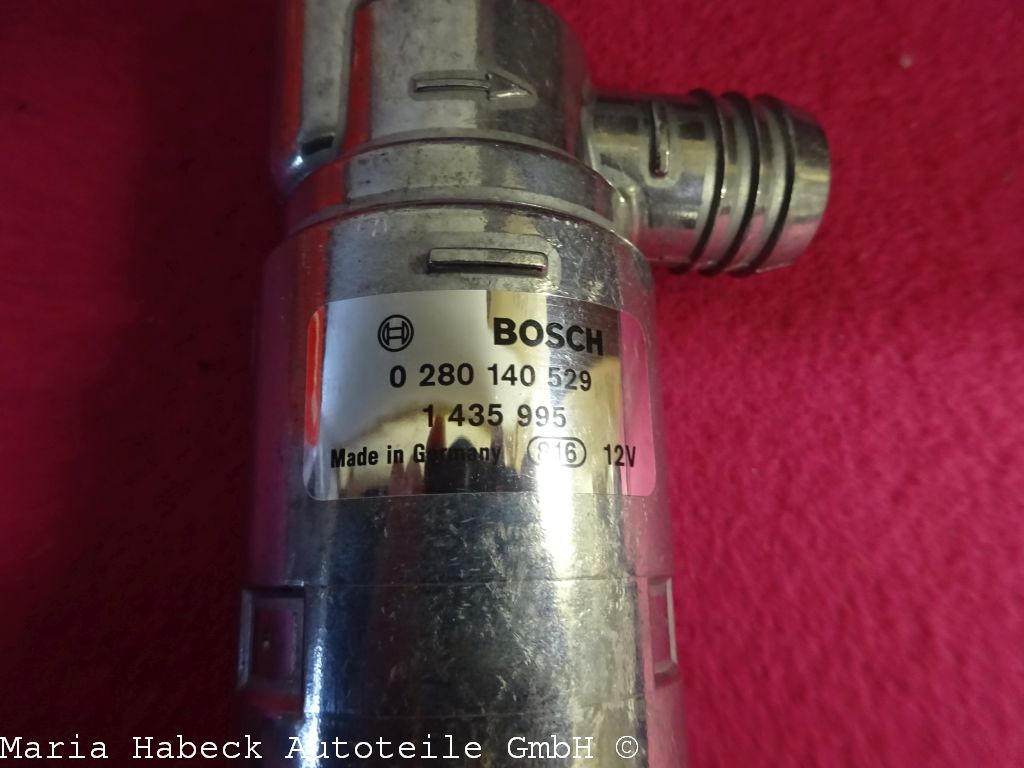 BOSCH
0 280 140 529
1 435 995
Made in Germany 816 12V
Maria Habeck Autoteile GmbH ©